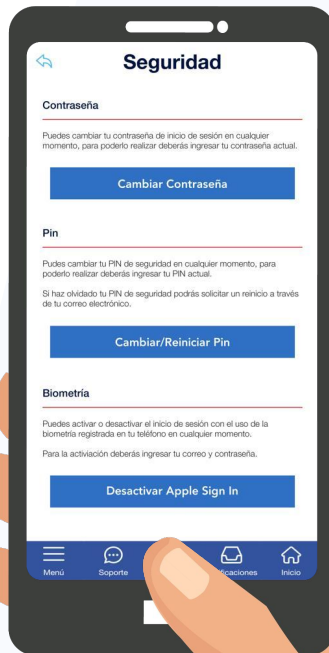 Seguridad
Contraseña
Puedes cambiar tu contraseña de inicio de sesión en cualquier
momento, para poderlo realizar deberás ingresar tu contraseña actual.
Cambiar Contraseña
Pin
Pudes cambiar tu PIN de seguridad en cualquier momento, para
poderlo realizar deberás ingresar tu PIN actual.
Si haz olvidado tu PIN de seguridad podrás solicitar un reinicio a través
de tu correo electrónico.
Cambiar/Reiniciar Pin
Biometría
Puedes activar o desactivar el inicio de sesión con el uso de la
biometría registrada en tu teléfono en cualquier momento.
Para la activiación deberás ingresar tu correo y contraseña.
Desactivar Apple Sign In
Menú Soporte Inicio